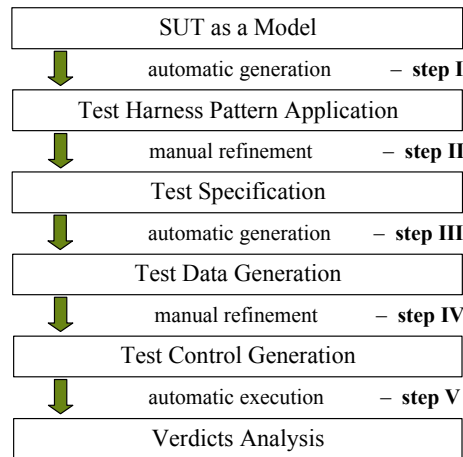 SUT as a Model
automatic generation – step I
Test Harness Pattern Application
manual refinement – step II
Test Specification
automatic generation – step III
Test Data Generation
manual refinement – step IV
Test Control Generation
automatic execution – step V
Verdicts Analysis